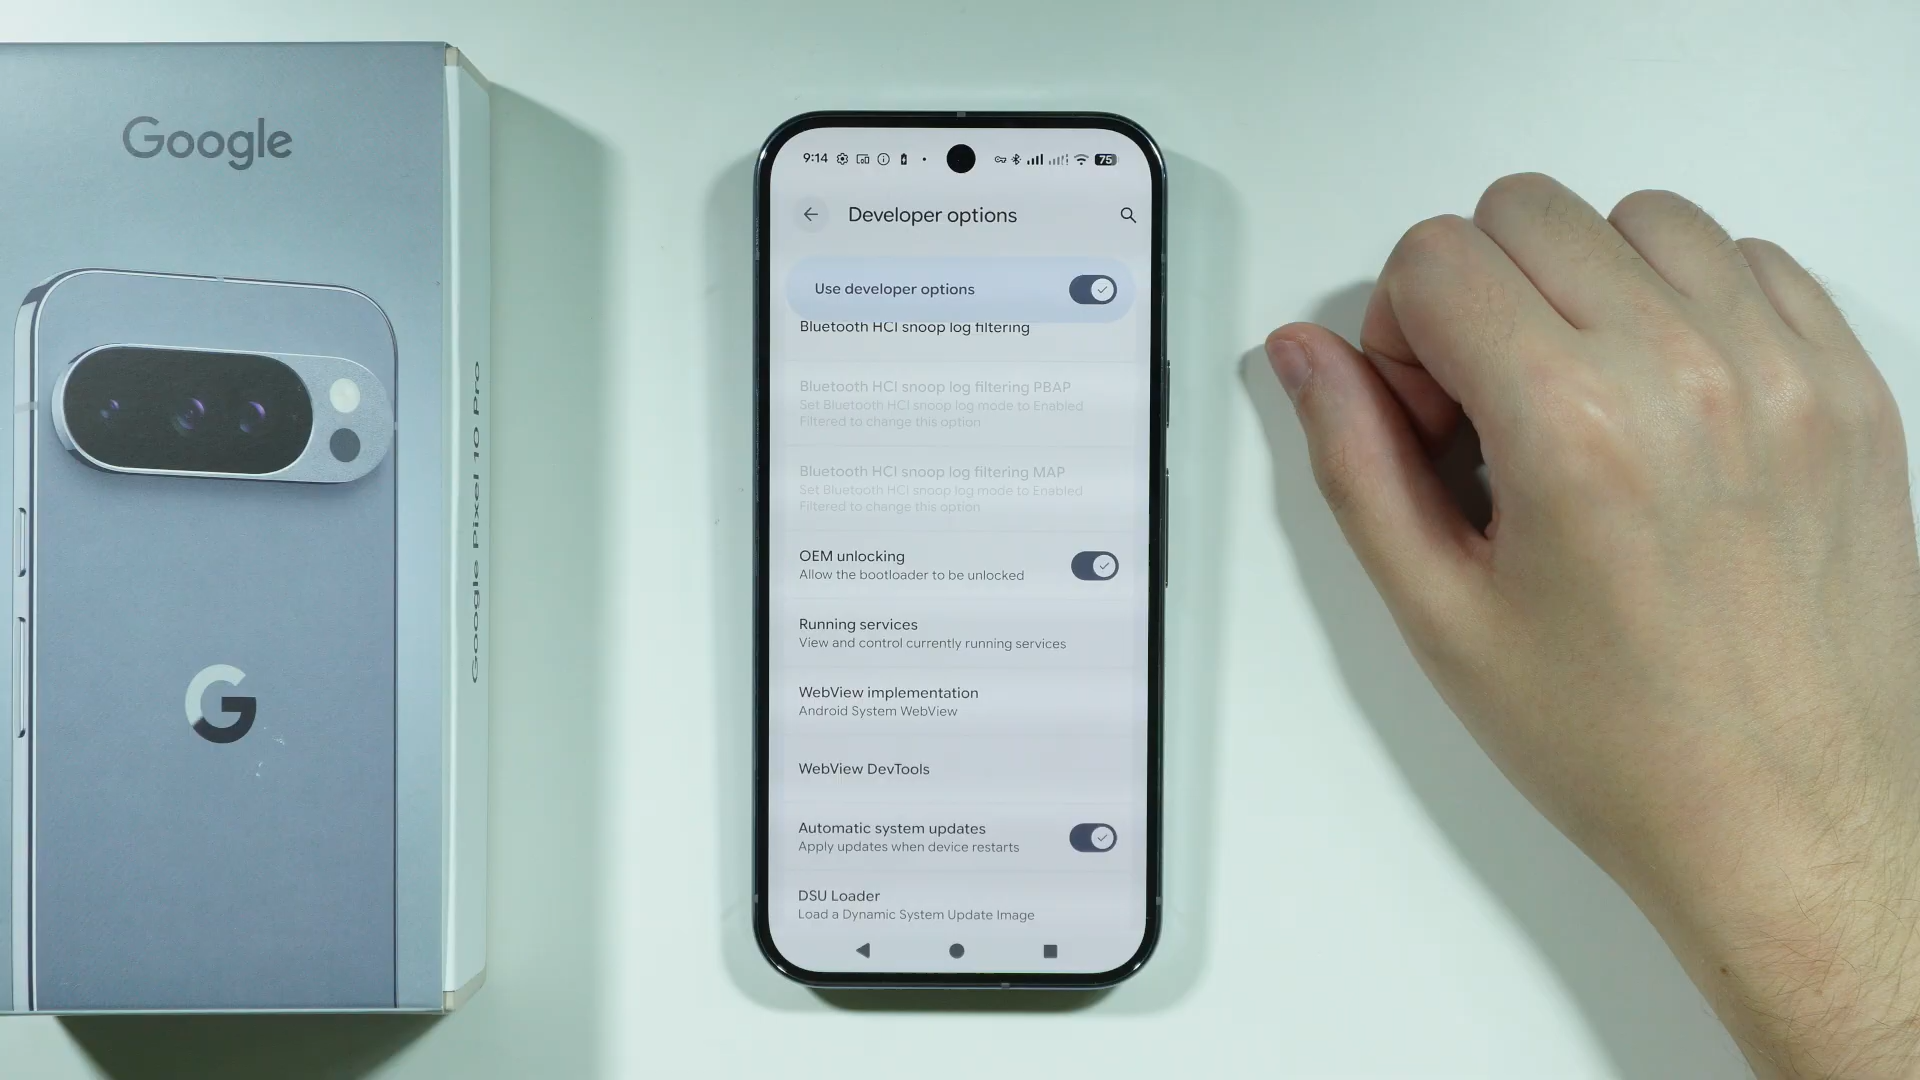 Google
Google Pixel 10 Pro
9:14
75
Developer options
Use developer options
Bluetooth HCI snoop log filtering
Bluetooth HCI snoop log filtering PBAP
Set Bluetooth HCI snoop log mode to Enabled
Filtered to change this option
Bluetooth HCI snoop log filtering MAP
Set Bluetooth HCI snoop log mode to Enabled
Filtered to change this option
OEM unlocking
Allow the bootloader to be unlocked
Running services
View and control currently running services
WebView implementation
Android System WebView
WebView DevTools
Automatic system updates
Apply updates when device restarts
DSU Loader
Load a Dynamic System Update Image